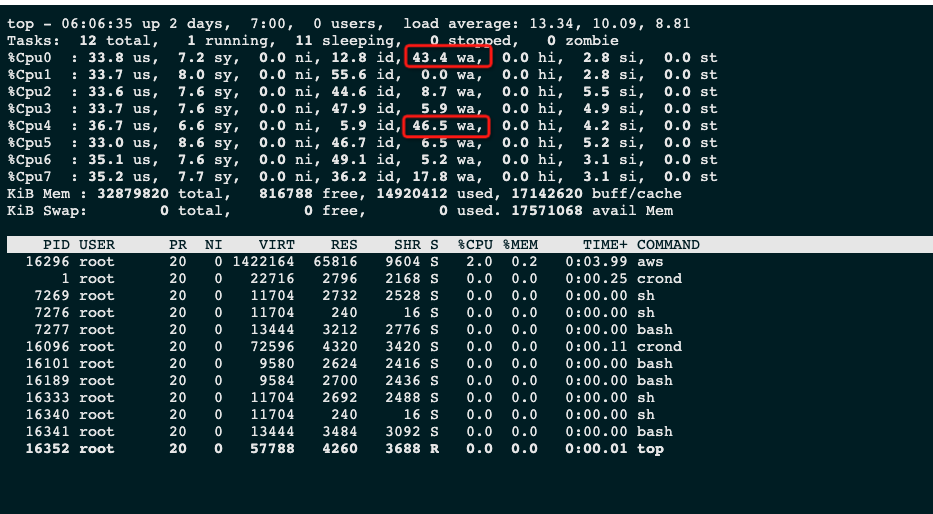 top - 06:06:35 up 2 days,  7:00,  0 users,  load average: 13.34, 10.09, 8.81
Tasks:  12 total,   1 running,  11 sleeping,   0 stopped,   0 zombie
%Cpu0  : 33.8 us,  7.2 sy,  0.0 ni, 12.8 id, 43.4 wa,  0.0 hi,  2.8 si,  0.0 st
%Cpu1  : 33.7 us,  8.0 sy,  0.0 ni, 55.6 id,  0.0 wa,  0.0 hi,  2.8 si,  0.0 st
%Cpu2  : 33.6 us,  7.6 sy,  0.0 ni, 44.6 id,  8.7 wa,  0.0 hi,  5.5 si,  0.0 st
%Cpu3  : 33.7 us,  7.6 sy,  0.0 ni, 47.9 id,  5.9 wa,  0.0 hi,  4.9 si,  0.0 st
%Cpu4  : 36.7 us,  6.6 sy,  0.0 ni,  5.9 id, 46.5 wa,  0.0 hi,  4.2 si,  0.0 st
%Cpu5  : 33.0 us,  8.6 sy,  0.0 ni, 46.7 id,  6.5 wa,  0.0 hi,  5.2 si,  0.0 st
%Cpu6  : 35.1 us,  7.6 sy,  0.0 ni, 49.1 id,  5.2 wa,  0.0 hi,  3.1 si,  0.0 st
%Cpu7  : 35.2 us,  7.7 sy,  0.0 ni, 36.2 id, 17.8 wa,  0.0 hi,  3.1 si,  0.0 st
KiB Mem : 32879820 total,   816788 free, 14920412 used, 17142620 buff/cache
KiB Swap:        0 total,        0 free,        0 used. 17571068 avail Mem
PID USER      PR  NI    VIRT    RES    SHR S  %CPU %MEM     TIME+ COMMAND
16296 root      20   0 1422164  65816   9604 S   2.0  0.2   0:03.99 aws
1 root      20   0   22716   2796   2168 S   0.0  0.0   0:00.25 crond
7269 root      20   0   11704   2732   2528 S   0.0  0.0   0:00.00 sh
7276 root      20   0   11704    240     16 S   0.0  0.0   0:00.00 sh
7277 root      20   0   13444   3212   2776 S   0.0  0.0   0:00.00 bash
16096 root      20   0   72596   4320   3420 S   0.0  0.0   0:00.11 crond
16101 root      20   0    9580   2624   2416 S   0.0  0.0   0:00.00 bash
16189 root      20   0    9584   2700   2436 S   0.0  0.0   0:00.00 bash
16333 root      20   0   11704   2692   2488 S   0.0  0.0   0:00.00 sh
16340 root      20   0   11704    240     16 S   0.0  0.0   0:00.00 sh
16341 root      20   0   13444   3484   3092 S   0.0  0.0   0:00.00 bash
16352 root      20   0   57788   4260   3688 R   0.0  0.0   0:00.01 top